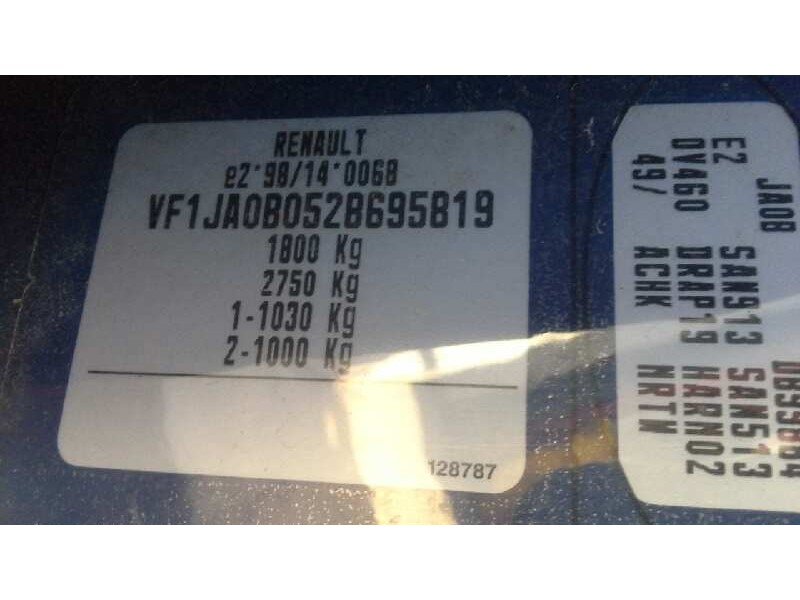 RENAULT
e2*98/14*0068
VF1JA0B0528695819
1800 Kg
2750 Kg
1-1030 Kg
2-1000 Kg
128787
JA0B
E2 SAN913 SAN513
DV460 DRAP19 HARN02
49/ ACHK NRTW